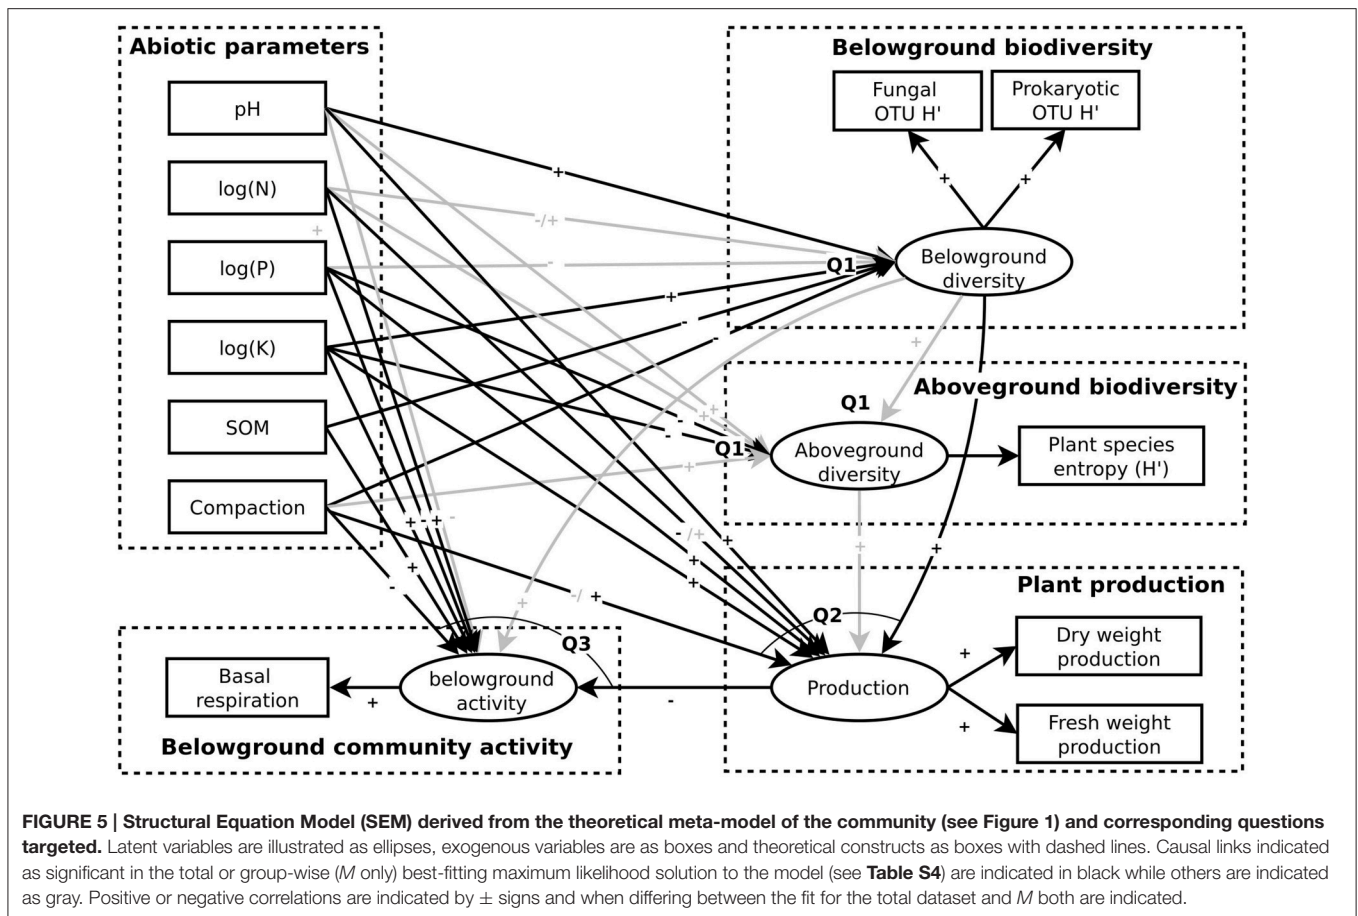 Abiotic parameters
pH
log(N)
log(P)
log(K)
SOM
Compaction
Belowground biodiversity
Fungal
OTU H'
Prokaryotic
OTU H'
+
+
Belowground
diversity
Q1
+
-/+
-
+
+
-
-
+
Aboveground biodiversity
Q1
Aboveground
diversity
Plant species
entropy (H')
Q1
+
+
-
-
+
+
+
Plant production
Q2
Production
Dry weight
production
Fresh weight
production
+
+
-/+
+
+
+
-/ +
+
+
-
+
-
+
-
Q3
Basal
respiration
+
belowground
activity
-
Belowground community activity
FIGURE 5 | Structural Equation Model (SEM) derived from the theoretical meta-model of the community (see Figure 1) and corresponding questions
targeted. Latent variables are illustrated as ellipses, exogenous variables are as boxes and theoretical constructs as boxes with dashed lines. Causal links indicated
as significant in the total or group-wise (M only) best-fitting maximum likelihood solution to the model (see Table S4) are indicated in black while others are indicated
as gray. Positive or negative correlations are indicated by ± signs and when differing between the fit for the total dataset and M both are indicated.